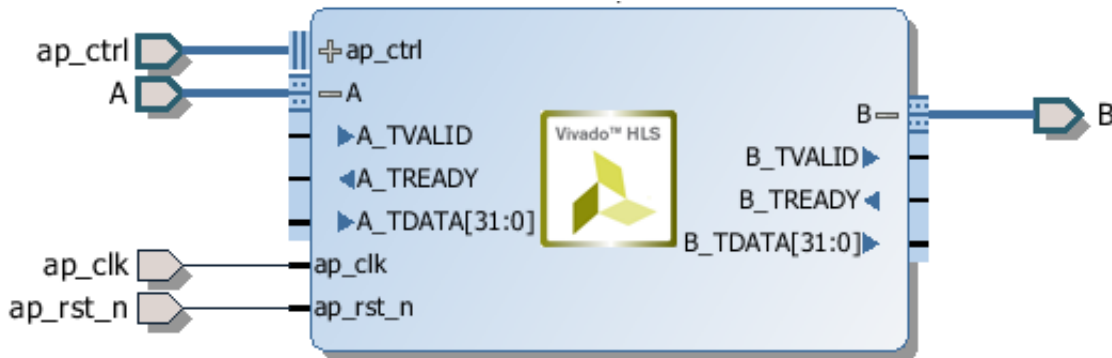 ap_ctrl
A
ap_clk
ap_rst_n
ap_ctrl
A
A_TVALID
A_TREADY
A_TDATA[31:0]
ap_clk
ap_rst_n
Vivado™ HLS
B
B_TVALID
B_TREADY
B_TDATA[31:0]
B